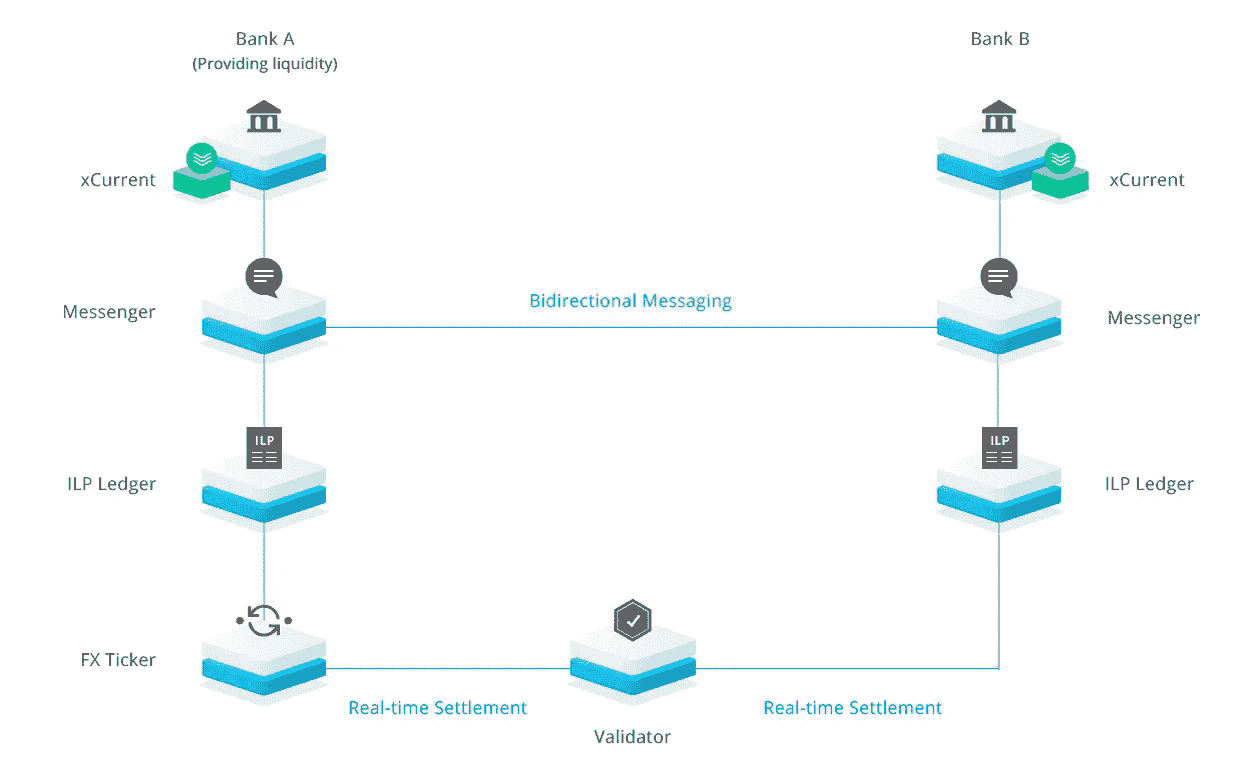 Bank A
(Providing liquidity)
Bank B
xCurrent
xCurrent
Messenger
Bidirectional Messaging
Messenger
ILP
ILP
ILP Ledger
ILP Ledger
FX Ticker
Real-time Settlement
Real-time Settlement
Validator